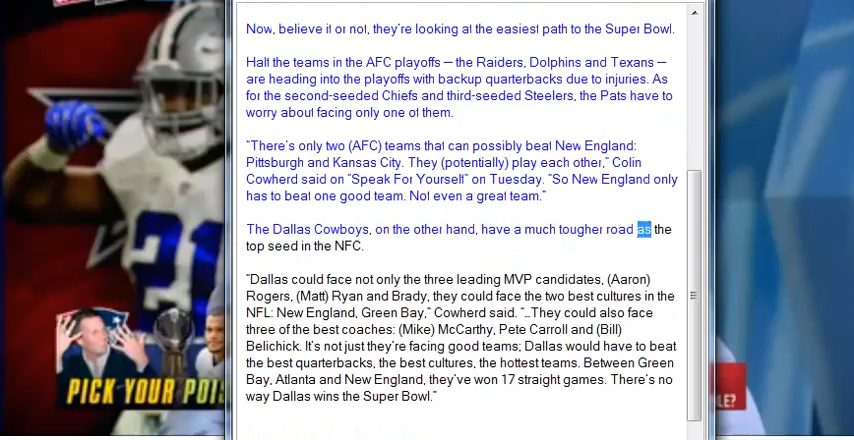 Now, believe it or not, they're looking at the easiest path to the Super Bowl.
Half the teams in the AFC playoffs — the Raiders, Dolphins and Texans —
are heading into the playoffs with backup quarterbacks due to injuries. As
for the second-seeded Chiefs and third-seeded Steelers, the Pats have to
worry about facing only one of them.
"There's only two (AFC) teams that can possibly beat New England:
Pittsburgh and Kansas City. They (potentially) play each other," Colin
Cowherd said on "Speak For Yourself" on Tuesday. "So New England only
has to beat one good team. Not even a great team."
The Dallas Cowboys, on the other hand, have a much tougher road as the
top seed in the NFC.
"Dallas could face not only the three leading MVP candidates, (Aaron)
Rogers, (Matt) Ryan and Brady, they could face the two best cultures in the
NFL: New England, Green Bay," Cowherd said. "...They could also face
three of the best coaches: (Mike) McCarthy, Pete Carroll and (Bill)
Belichick. It's not just they're facing good teams; Dallas would have to beat
the best quarterbacks, the best cultures, the hottest teams. Between Green
Bay, Atlanta and New England, they've won 17 straight games. There's no
way Dallas wins the Super Bowl."
21
PICK YOUR POI
LE?